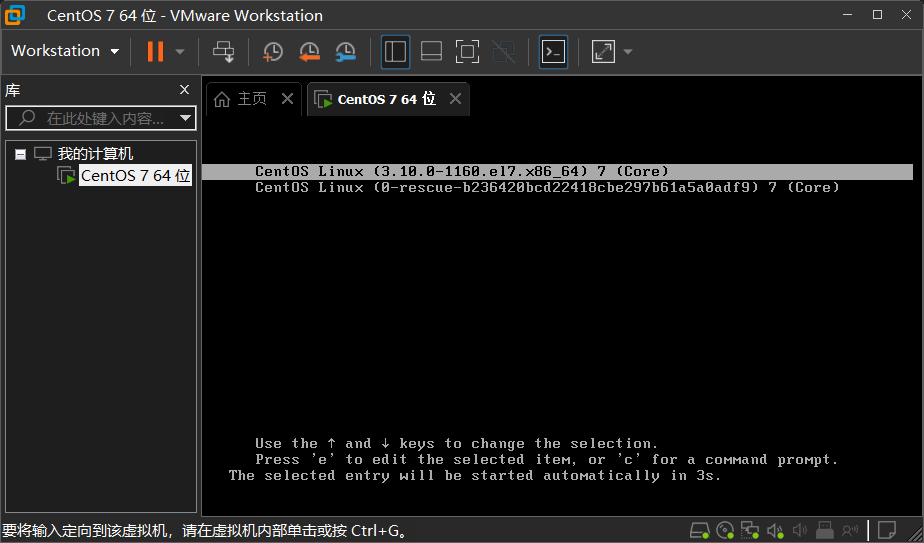 CentOS 7 64 位 - VMware Workstation
Workstation
库
在此处键入内容...
我的计算机
CentOS 7 64 位
主页
CentOS 7 64 位
CentOS Linux (3.10.0-1160.el7.x86_64) 7 (Core)
CentOS Linux (0-rescue-b236420bcd22418cbe297b61a5a0adf9) 7 (Core)
Use the ↑ and ↓ keys to change the selection.
Press 'e' to edit the selected item, or 'c' for a command prompt.
The selected entry will be started automatically in 3s.
要将输入定向到该虚拟机，请在虚拟机内部单击或按 Ctrl+G。